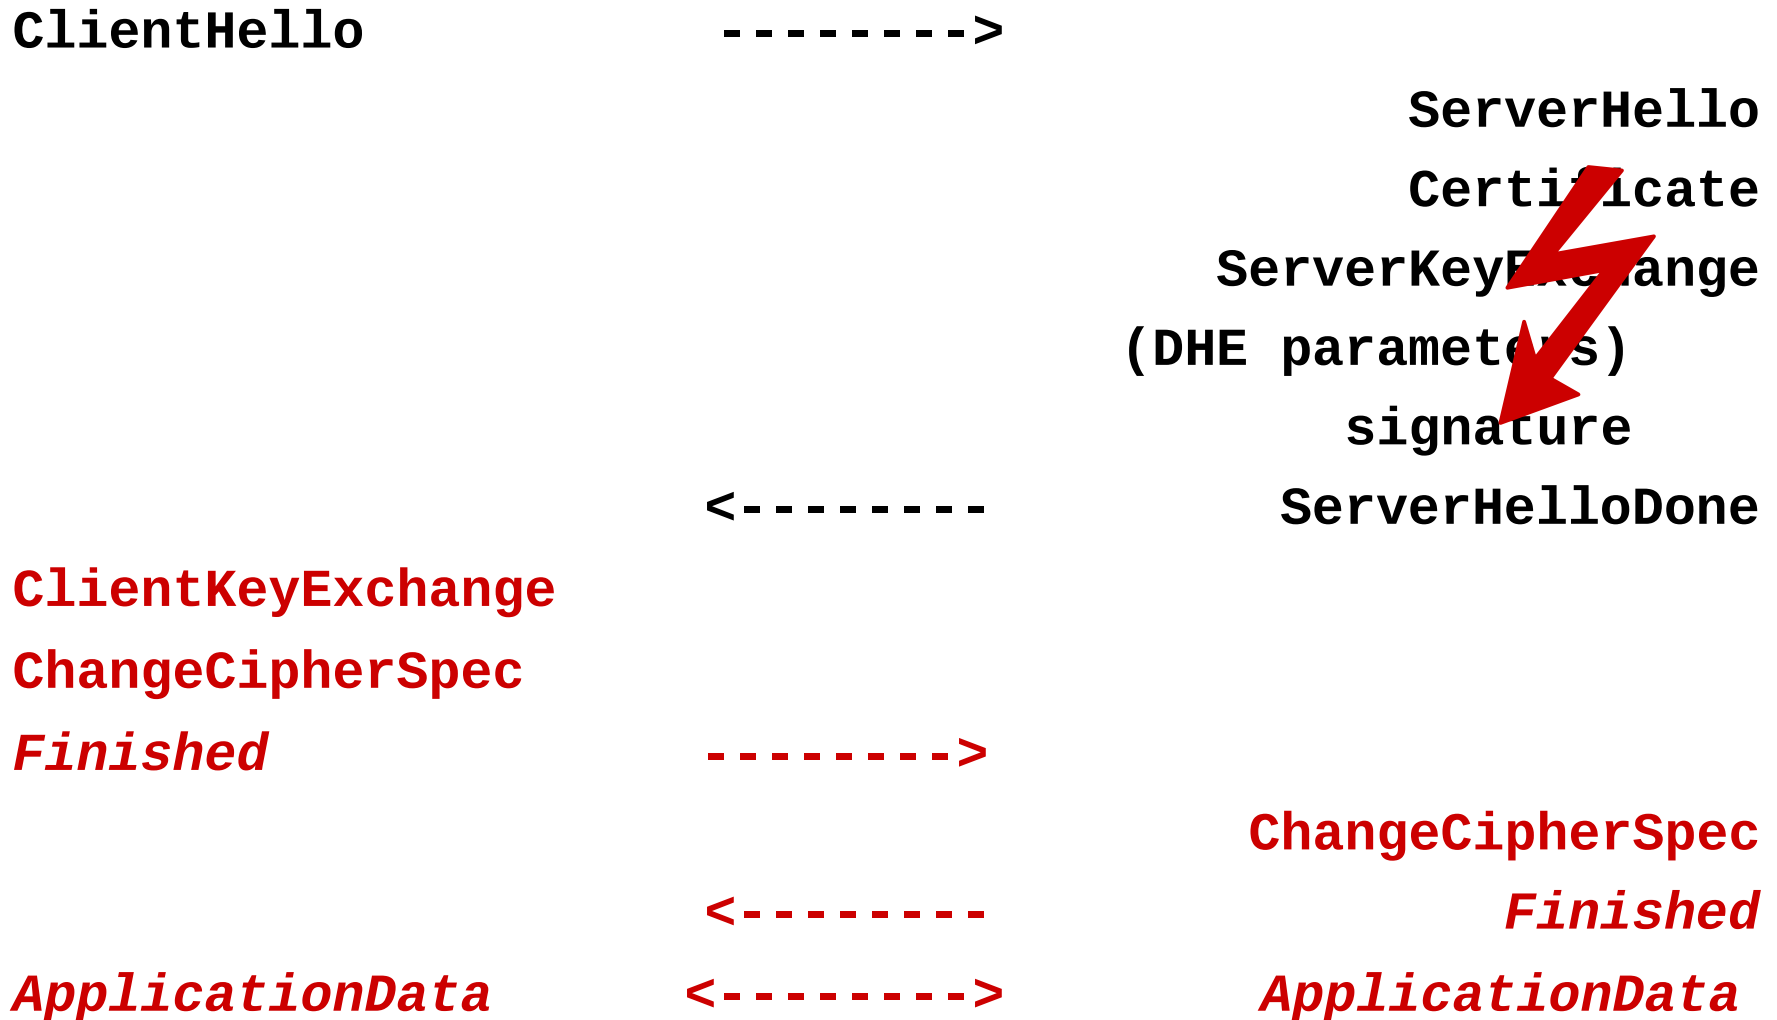 ClientHello -------->
ServerHello
Certificate
ServerKeyExchange
(DHE parameters)
signature
<-------- ServerHelloDone
ClientKeyExchange
ChangeCipherSpec
Finished -------->
ChangeCipherSpec
<-------- Finished
ApplicationData <--------> ApplicationData